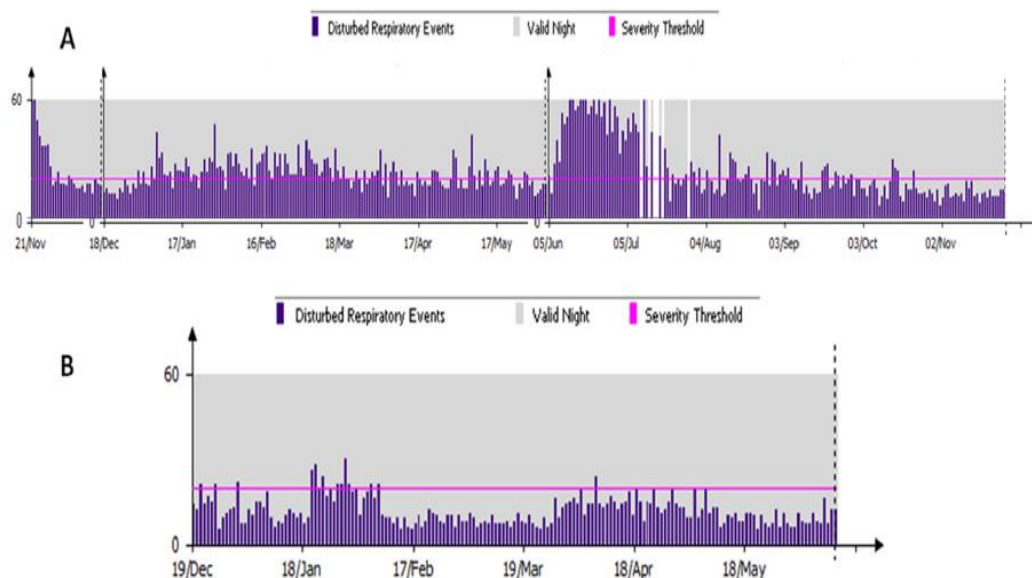 Disturbed Respiratory Events Valid Night Severity Threshold
A
60
0 0 0
21/Nov 18/Dec 17/Jan 16/Feb 18/Mar 17/Apr 17/May 05/Jun 05/Jul 04/Aug 03/Sep 03/Oct 02/Nov
Disturbed Respiratory Events Valid Night Severity Threshold
B
60
0
19/Dec 18/Jan 17/Feb 19/Mar 18/Apr 18/May